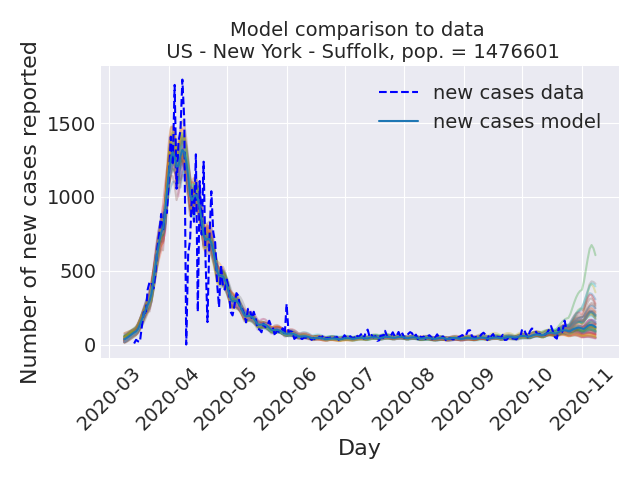 Model comparison to data
US - New York - Suffolk, pop. = 1476601
new cases data
new cases model
Number of new cases reported
1500
1000
500
0
2020-03
2020-04
2020-05
2020-06
2020-07
2020-08
2020-09
2020-10
2020-11
Day